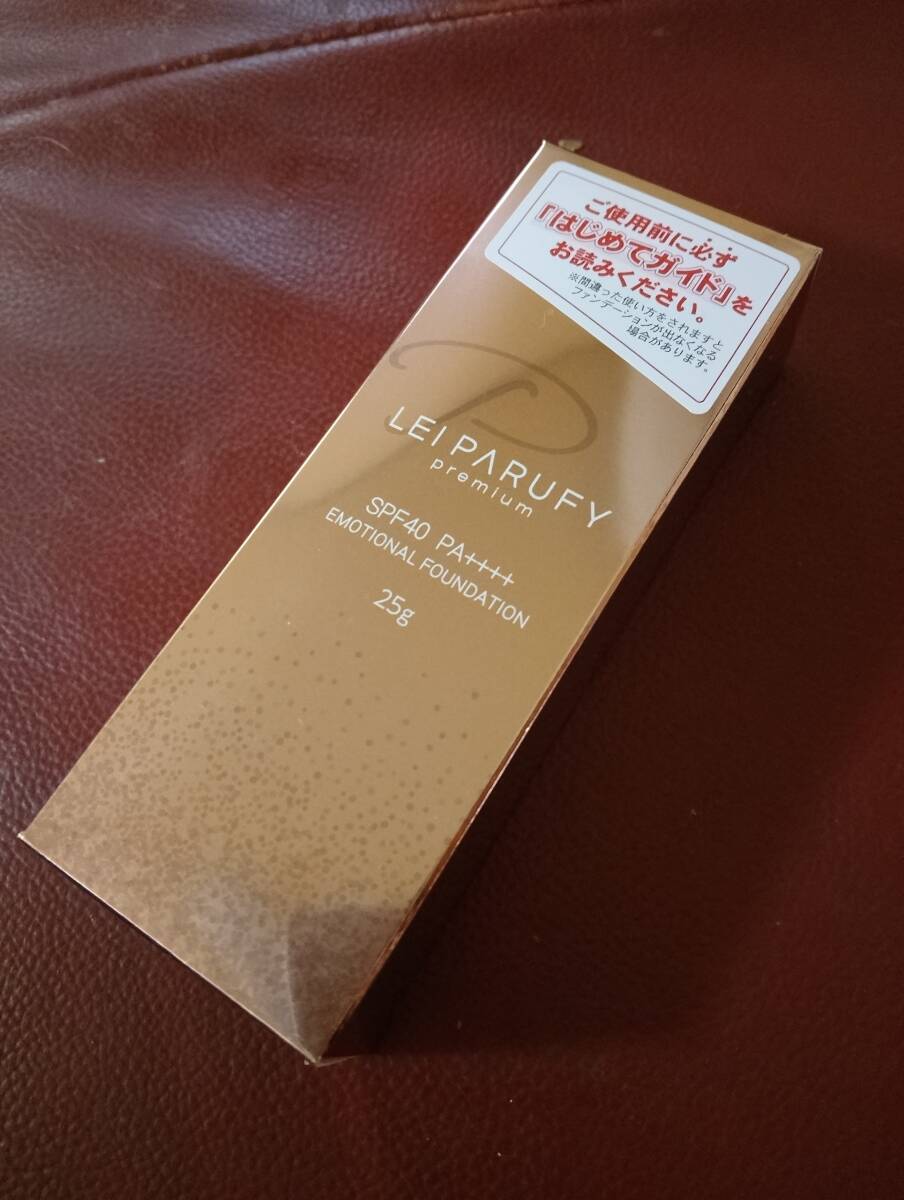 ご使用前に必ず
「はじめてガイド」を
お読みください。
※間違った使い方をされますと
ファンデーションが出なくなる
場合があります。
P
LEI PARUFY
premium
SPF40 PA++++
EMOTIONAL FOUNDATION
25g